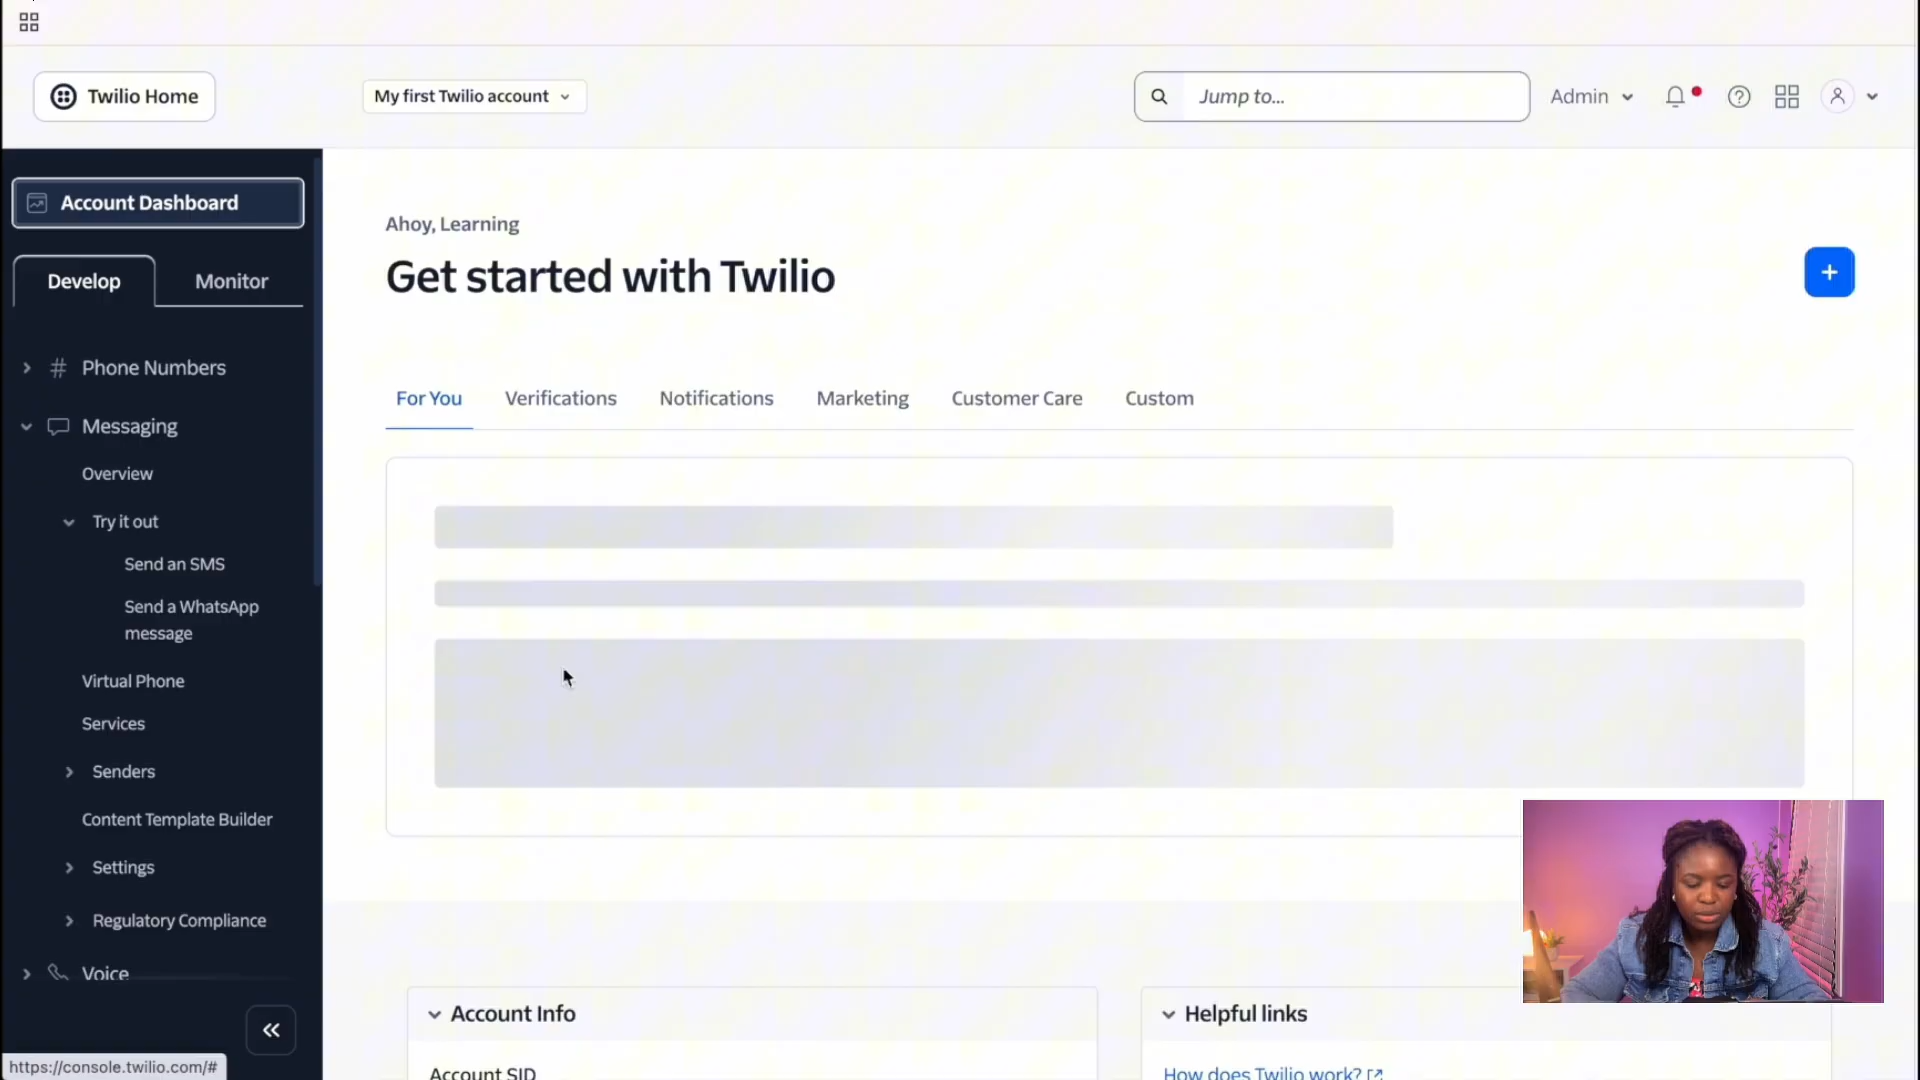 Twilio Home
My first Twilio account
Jump to...
Admin
Account Dashboard
Develop
Monitor
Phone Numbers
Messaging
Overview
Try it out
Send an SMS
Send a WhatsApp
message
Virtual Phone
Services
Senders
Content Template Builder
Settings
Regulatory Compliance
Voice
https://console.twilio.com/#
Ahoy, Learning
Get started with Twilio
For You
Verifications
Notifications
Marketing
Customer Care
Custom
Account Info
Account SID
Helpful links
How does Twilio work?